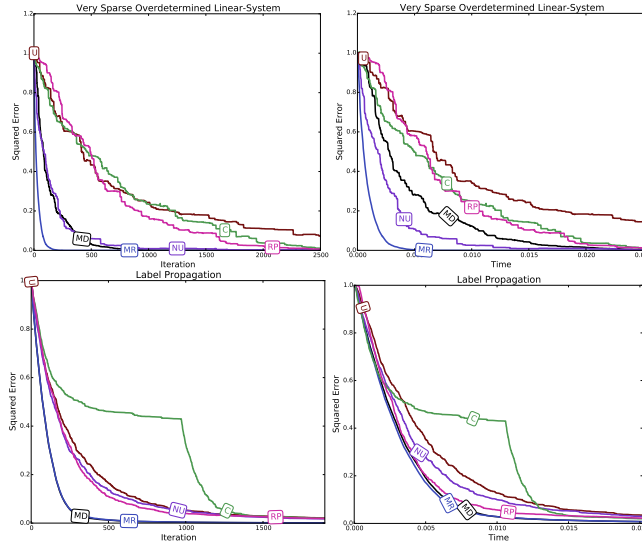 Very Sparse Overdetermined Linear-System
Very Sparse Overdetermined Linear-System
Squared Error
1.2
1.0
0.8
0.6
0.4
0.2
0.0
0
500
1000
1500
2000
2500
Iteration
U
MD
MR
NU
C
RP
Squared Error
1.2
1.0
0.8
0.6
0.4
0.2
0.0
0.000
0.010
0.015
0.020
Time
U
NU
MR
MD
C
RP
Label Propagation
Label Propagation
Squared Error
1.0
0.8
0.6
0.4
0.2
0.0
0
500
1000
1500
Iteration
U
MD
MR
NU
C
RP
Squared Error
1.0
0.8
0.6
0.4
0.2
0.000
0.005
0.010
0.015
Time
U
NU
MR
MD
C
RP